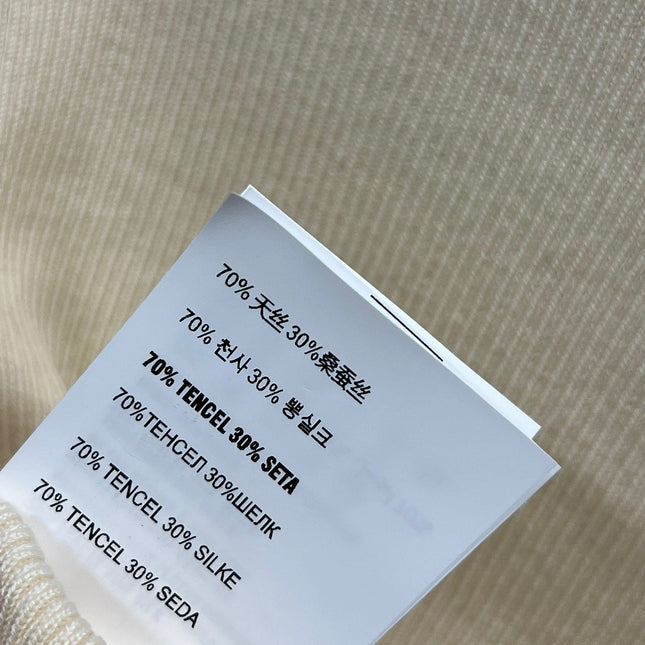 70% 天丝 30%桑蚕丝
70% 천사 30% 뽕실크
70% TENCEL 30% SETA
70%ТЕНСЕЛ 30%ШЕЛК
70% TENCEL 30% SILKE
70% TENCEL 30% SEDA